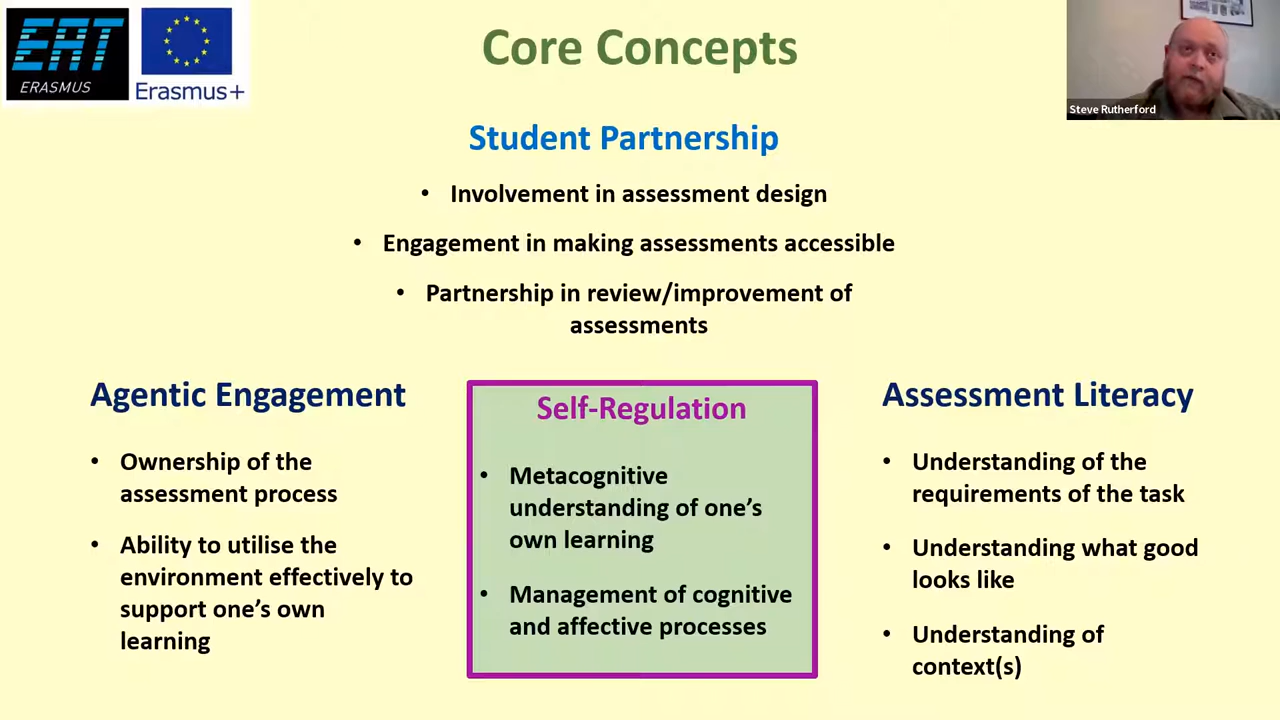 EAT
ERASMUS
Erasmus+
Core Concepts
Steve Rutherford
Student Partnership
• Involvement in assessment design
• Engagement in making assessments accessible
• Partnership in review/improvement of
assessments
Agentic Engagement
• Ownership of the
assessment process
• Ability to utilise the
environment effectively to
support one's own
learning
Self-Regulation
• Metacognitive
understanding of one's
own learning
• Management of cognitive
and affective processes
Assessment Literacy
• Understanding of the
requirements of the task
• Understanding what good
looks like
• Understanding of
context(s)